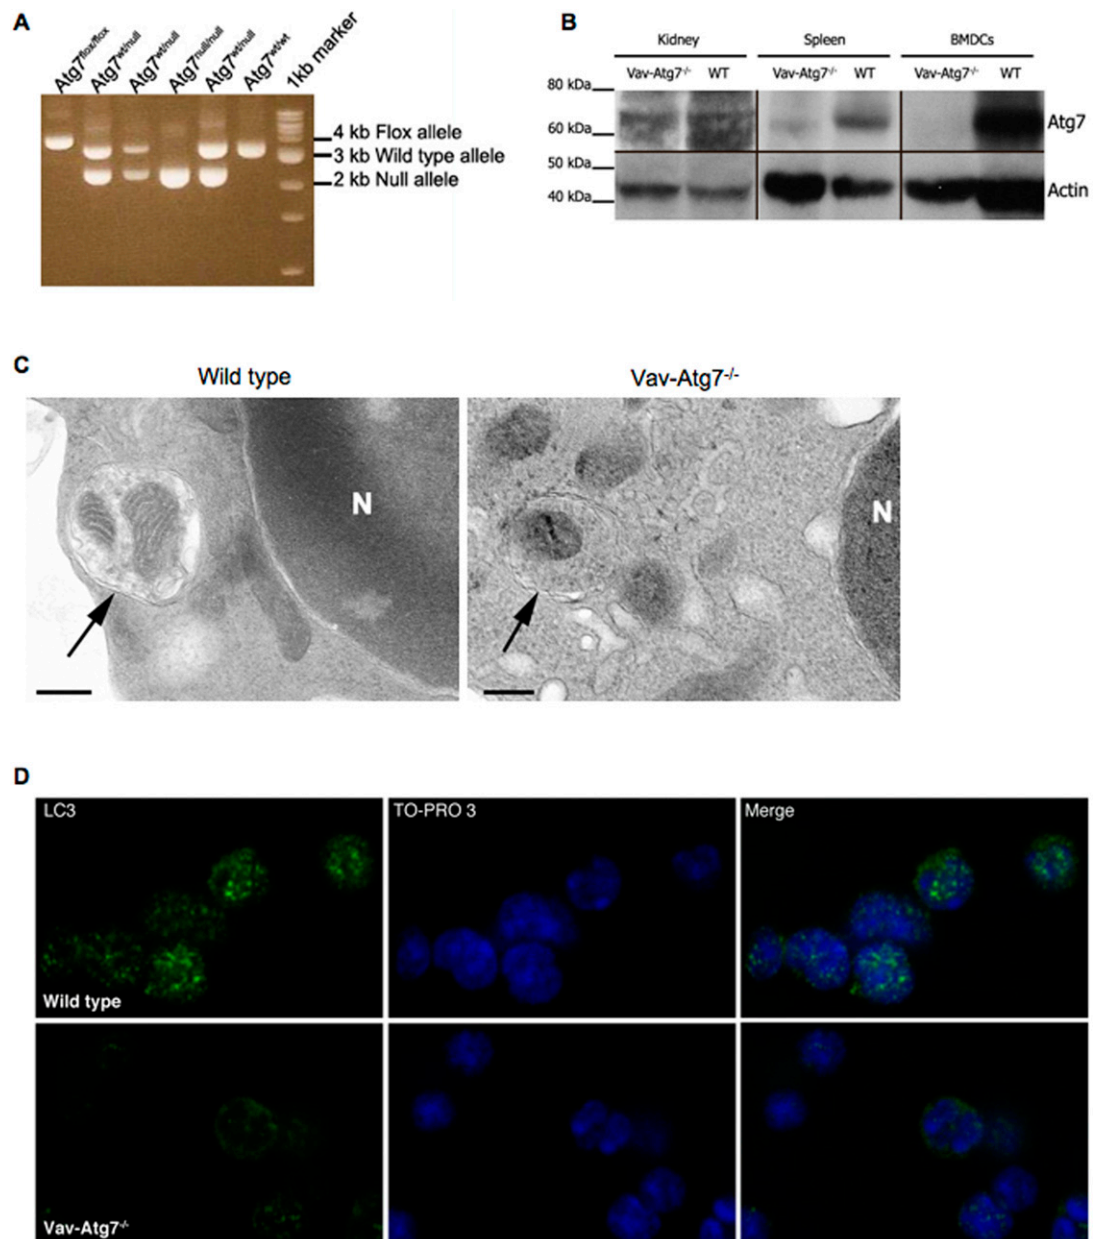 A
Atg7flox/flox
Atg7wt/null
Atg7wt/null
Atg7null/null
Atg7wt/null
Atg7wt/wt
1kb marker
4 kb Flox allele
3 kb Wild type allele
2 kb Null allele
B
Kidney Spleen BMDCs
Vav-Atg7-/- WT Vav-Atg7-/- WT Vav-Atg7-/- WT
80 kDa
60 kDa
Atg7
50 kDa
40 kDa
Actin
C
Wild type Vav-Atg7-/-
N N
D
LC3 TO-PRO 3 Merge
Wild type
Vav-Atg7-/-